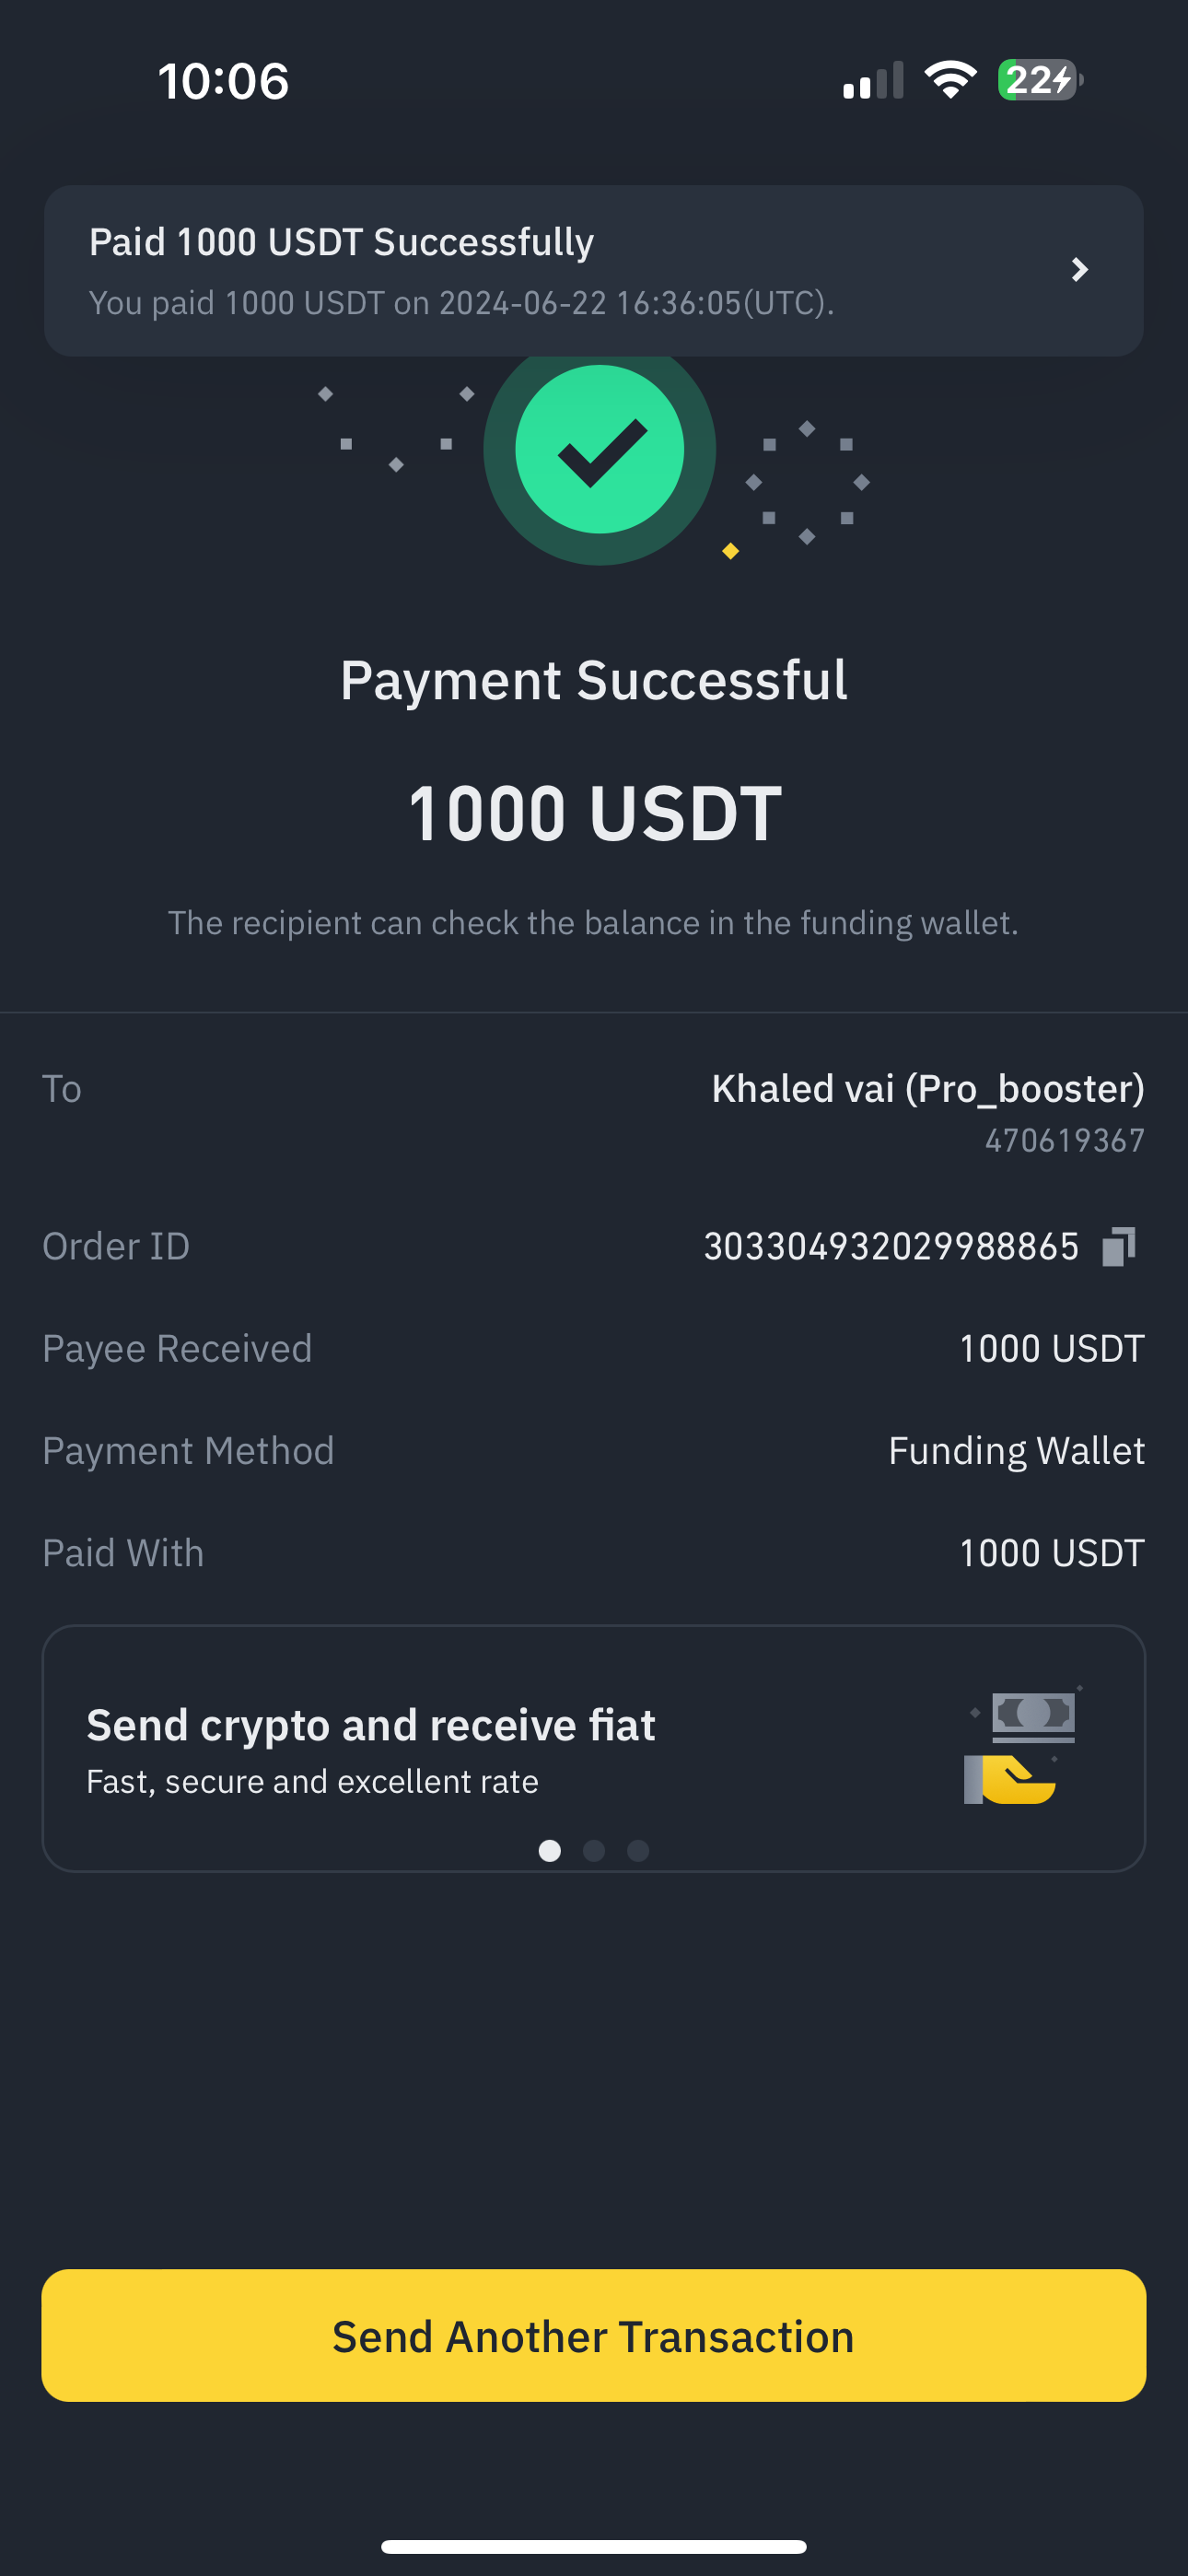 10:06
22
Paid 1000 USDT Successfully
You paid 1000 USDT on 2024-06-22 16:36:05(UTC).
Payment Successful
1000 USDT
The recipient can check the balance in the funding wallet.
To
Khaled vai (Pro_booster)
470619367
Order ID
303304932029988865
Payee Received
1000 USDT
Payment Method
Funding Wallet
Paid With
1000 USDT
Send crypto and receive fiat
Fast, secure and excellent rate
Send Another Transaction